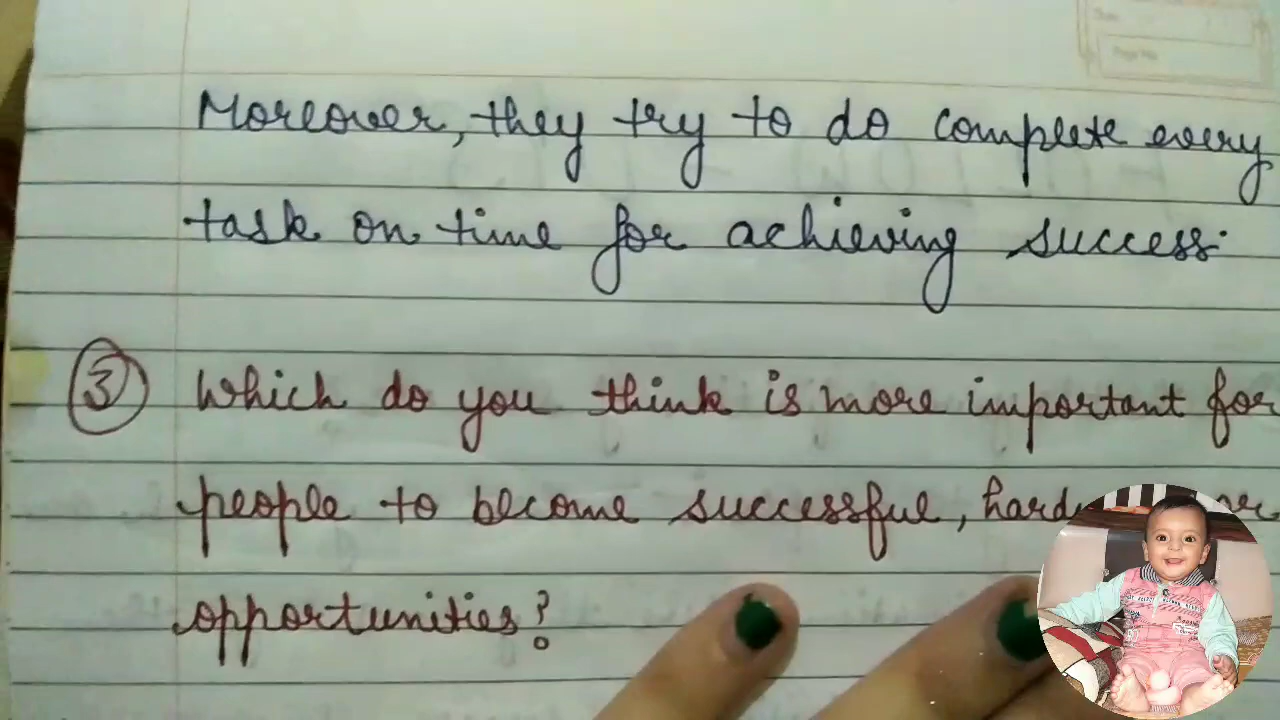 Moreover, they try to do complete every
task on time for achieving success.
3 Which do you think is more important for
people to become successful, or
opportunities?